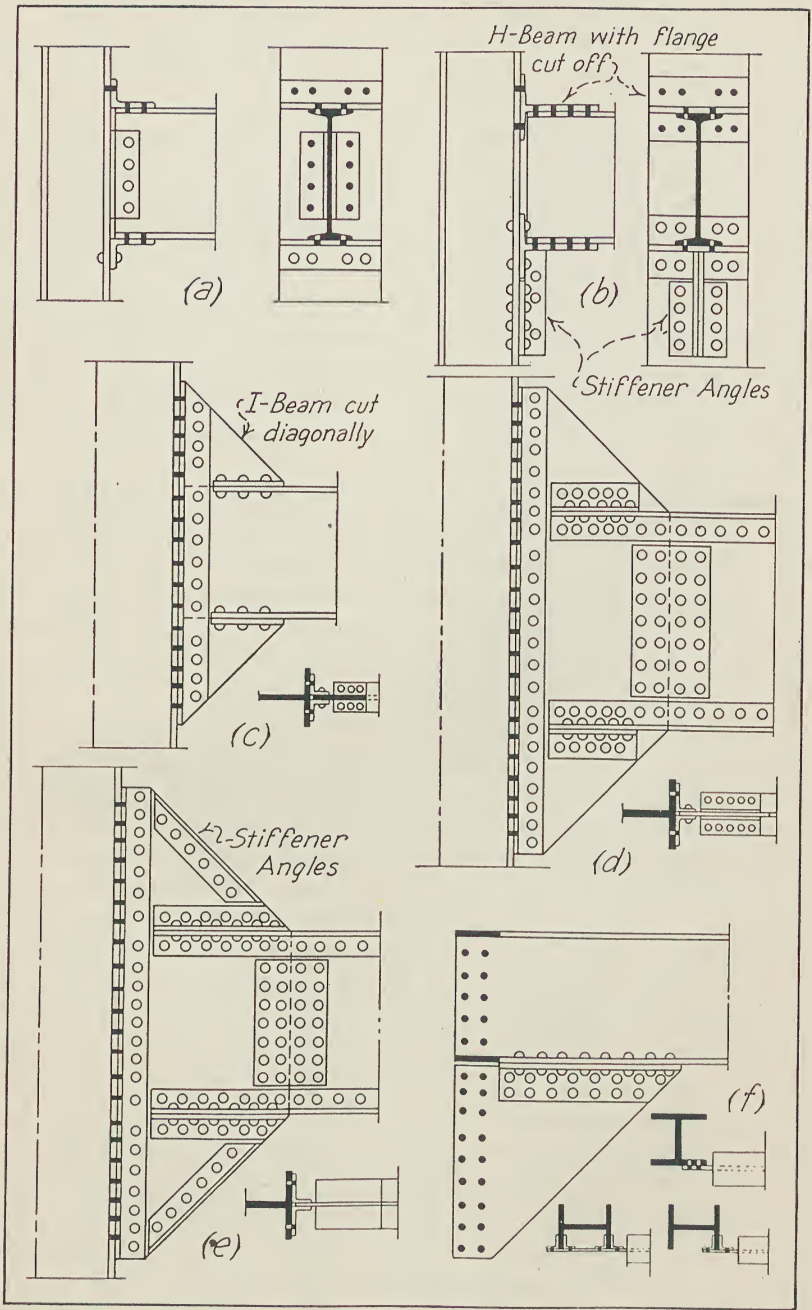 H-Beam with flange
cut off
(a)
(b)
Stiffener Angles
I-Beam cut
diagonally
(c)
(d)
Stiffener
Angles
(e)
(f)